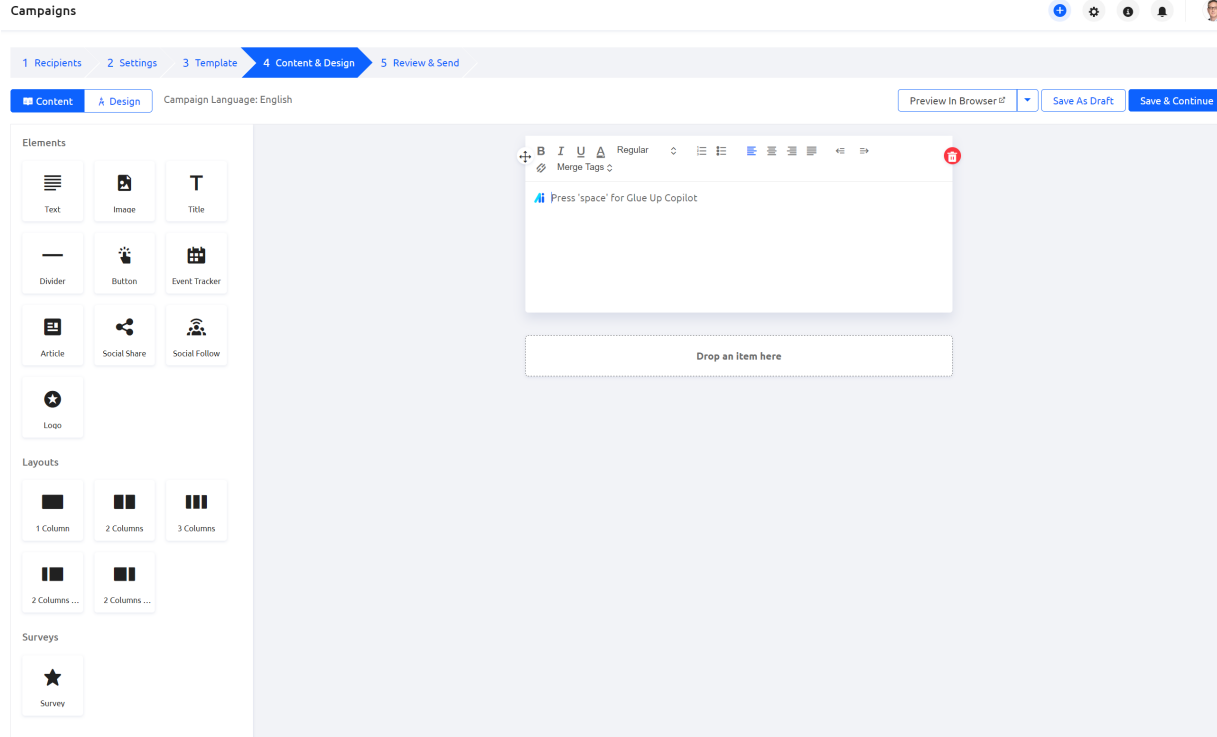 Campaigns
1 Recipients 2 Settings 3 Template 4 Content & Design 5 Review & Send
Content Design Campaign Language: English Preview In Browser Save As Draft Save & Continue
Elements
Text Image Title
Divider Button Event Tracker
Article Social Share Social Follow
Logo
Layouts
1 Column 2 Columns 3 Columns
2 Columns ... 2 Columns ...
Surveys
Survey
B I U A Regular
Merge Tags
Ai Press 'space' for Glue Up Copilot
Drop an item here